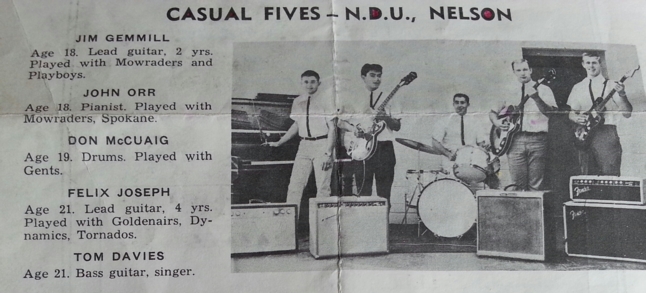 CASUAL FIVES – N.D.U., NELSON
JIM GEMMILL
Age 18. Lead guitar, 2 yrs.
Played with Mowraders and
Playboys.
JOHN ORR
Age 18. Pianist. Played with
Mowraders, Spokane.
DON McCUAIG
Age 19. Drums. Played with
Gents.
FELIX JOSEPH
Age 21. Lead guitar, 4 yrs.
Played with Goldenairs, Dy-
namics, Tornados.
TOM DAVIES
Age 21. Bass guitar, singer.
Fender
Fender